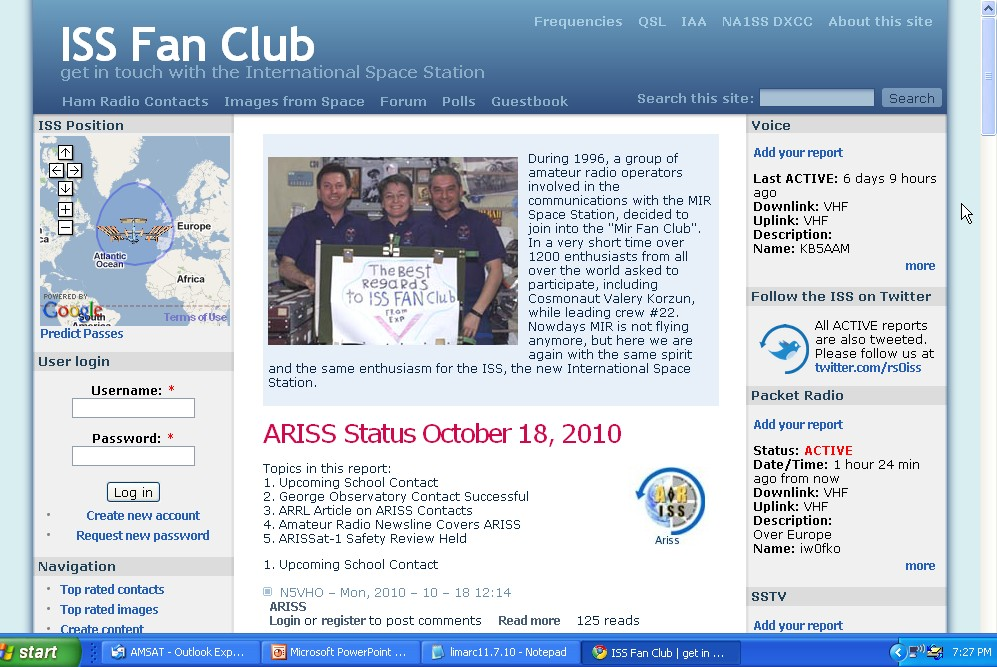 Frequencies QSL IAA NA1SS DXCC About this site
ISS Fan Club
get in touch with the International Space Station
Ham Radio Contacts Images from Space Forum Polls Guestbook
Search this site: Search
ISS Position
Europe
Atlantic
Ocean
Africa
ca
POWERED BY
Google
South
America
Terms of Use
Predict Passes
User login
Username: *
Password: *
Log in
Create new account
Request new password
Navigation
Top rated contacts
Top rated images
Create content
The BEST
Regards
to ISS FAN Club
FROM
EXP
During 1996, a group of
amateur radio operators
involved in the
communications with the MIR
Space Station, decided to
join into the "Mir Fan Club".
In a very short time over
1200 enthusiasts from all
over the world asked to
participate, including
Cosmonaut Valery Korzun,
while leading crew #22.
Nowdays MIR is not flying
anymore, but here we are
again with the same spirit
and the same enthusiasm for the ISS, the new International Space
Station.
ARISS Status October 18, 2010
Topics in this report:
1. Upcoming School Contact
2. George Observatory Contact Successful
3. ARRL Article on ARISS Contacts
4. Amateur Radio Newsline Covers ARISS
5. ARISSat-1 Safety Review Held
1. Upcoming School Contact
ARISS
Ariss
N5VHO – Mon, 2010 – 10 – 18 12:14
ARISS
Login or register to post comments Read more 125 reads
Voice
Add your report
Last ACTIVE: 6 days 9 hours
ago
Downlink: VHF
Uplink: VHF
Description:
Name: KB5AAM
more
Follow the ISS on Twitter
All ACTIVE reports
are also tweeted.
Please follow us at
twitter.com/rs0iss
Packet Radio
Add your report
Status: ACTIVE
Date/Time: 1 hour 24 min
ago from now
Downlink: VHF
Uplink: VHF
Description:
Over Europe
Name: iw0fko
more
SSTV
Add your report
start
AMSAT - Outlook Exp...
Microsoft PowerPoint ...
limarc11.7.10 - Notepad
ISS Fan Club | get in ...
7:27 PM